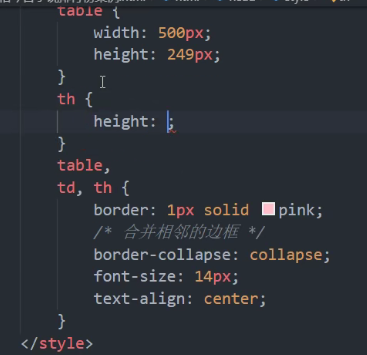 table {
width: 500px;
height: 249px;
}
th {
height: ;
}
table,
td, th {
border: 1px solid pink;
/* 合并相邻的边框 */
border-collapse: collapse;
font-size: 14px;
text-align: center;
}
</style>